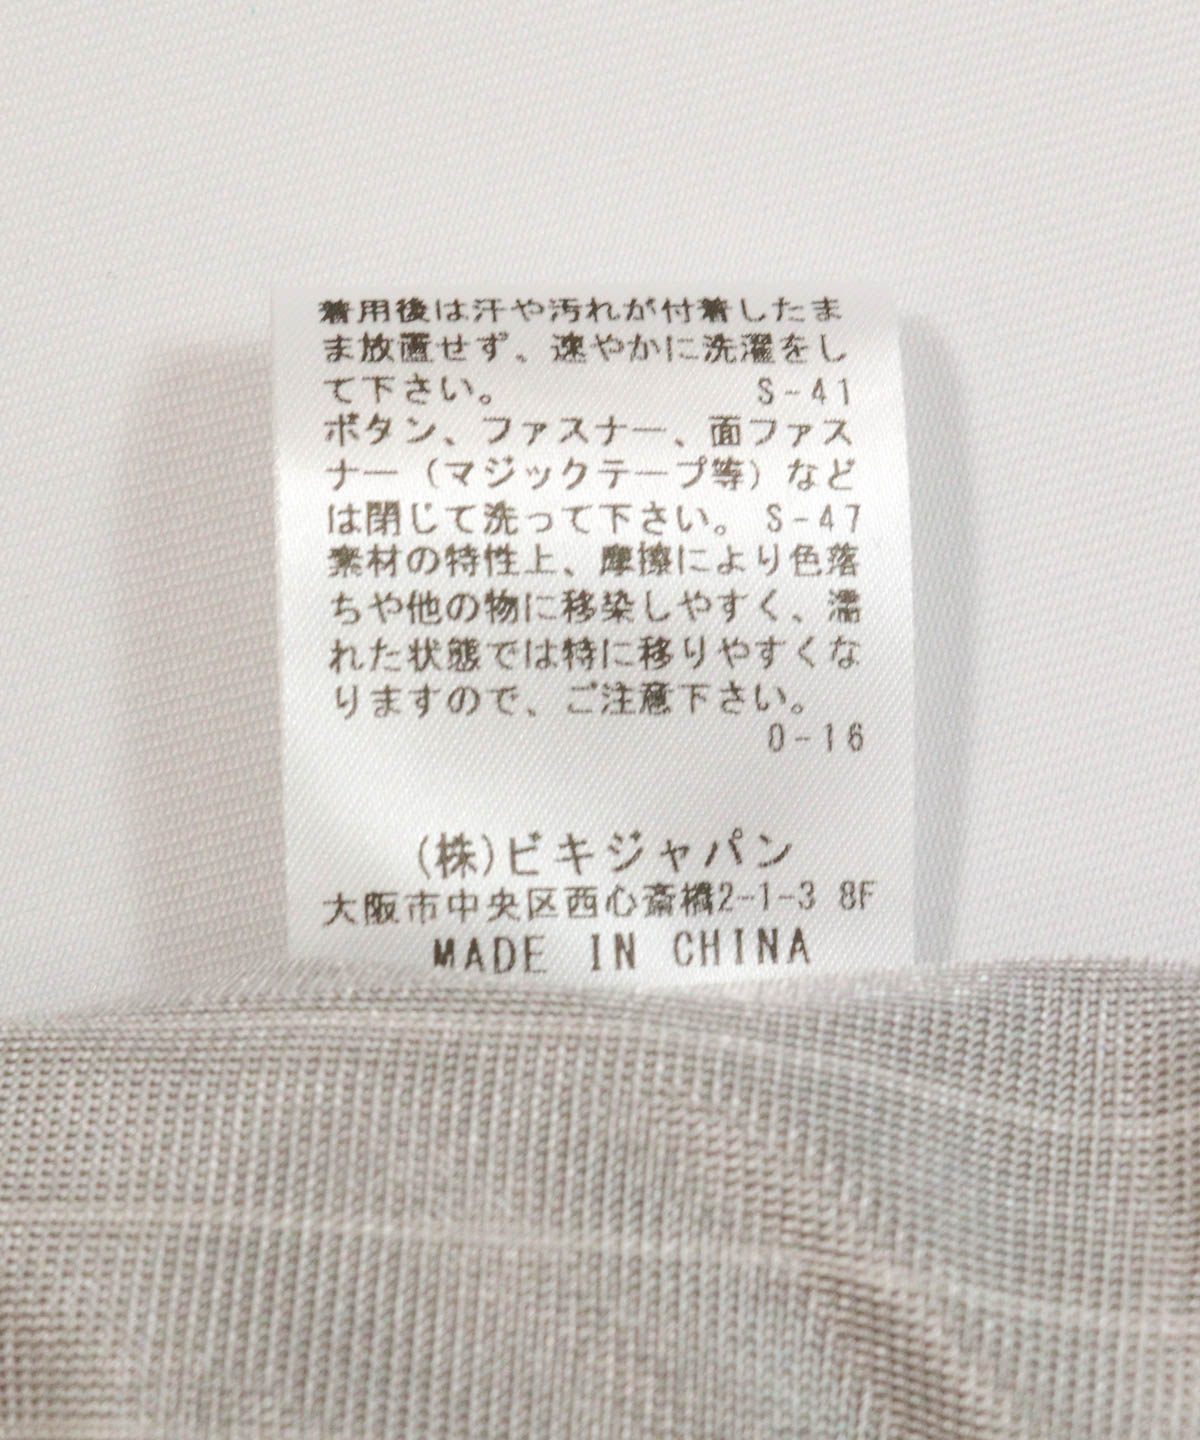 着用後は汗や汚れが付着したま
ま放置せず、速やかに洗濯をし
て下さい。 S-41
ボタン、ファスナー、面ファス
ナー（マジックテープ等）など
は閉じて洗って下さい。 S-47
素材の特性上、摩擦により色落
ちや他の物に移染しやすく、濡
れた状態では特に移りやすくな
りますので、ご注意下さい。
0-16
(株)ビキジャパン
大阪市中央区西心斎橋2-1-3 8F
MADE IN CHINA